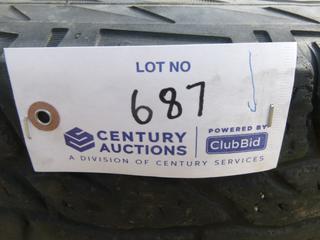 LOT NO
687
CENTURY AUCTIONS
POWERED BY ClubBid
A DIVISION OF CENTURY SERVICES